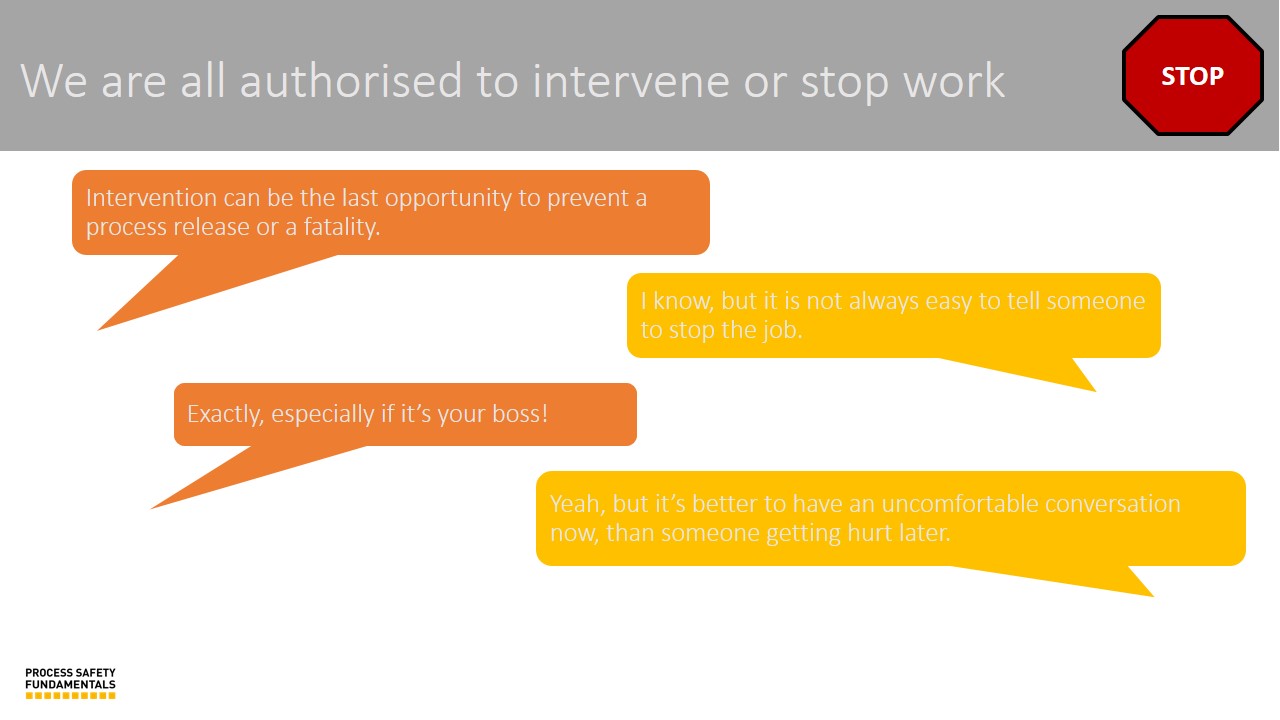 We are all authorised to intervene or stop work
STOP
Intervention can be the last opportunity to prevent a
process release or a fatality.
I know, but it is not always easy to tell someone
to stop the job.
Exactly, especially if it’s your boss!
Yeah, but it’s better to have an uncomfortable conversation
now, than someone getting hurt later.
PROCESS SAFETY
FUNDAMENTALS